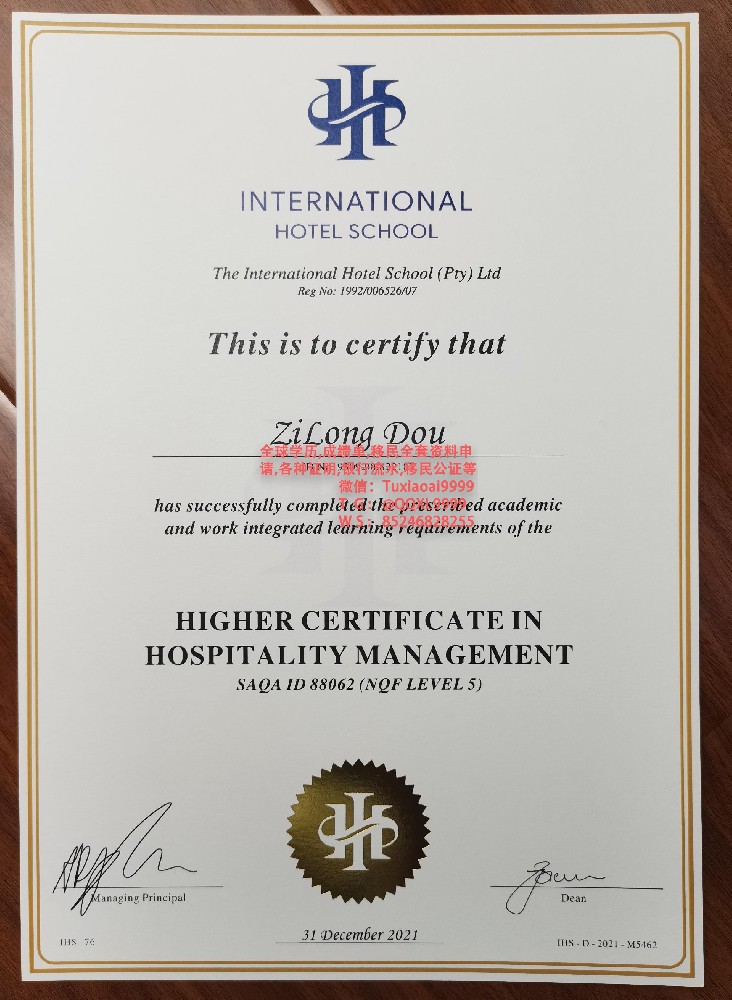 INTERNATIONAL
HOTEL SCHOOL
The International Hotel School (Pty) Ltd
Reg No: 1992/006526/07
This is to certify that
ZiLong Dou
全球学历,成绩单,移民全套资料申
请,各种证明,银行流水,移民公证等
微信：Tuxiaoai9999
W S：85246828255
has successfully completed the prescribed academic
and work integrated learning requirements of the
HIGHER CERTIFICATE IN
HOSPITALITY MANAGEMENT
SAQA ID 88062 (NQF LEVEL 5)
Managing Principal
Dean
31 December 2021
IHS - 76
IHS - D - 2021 - M5462